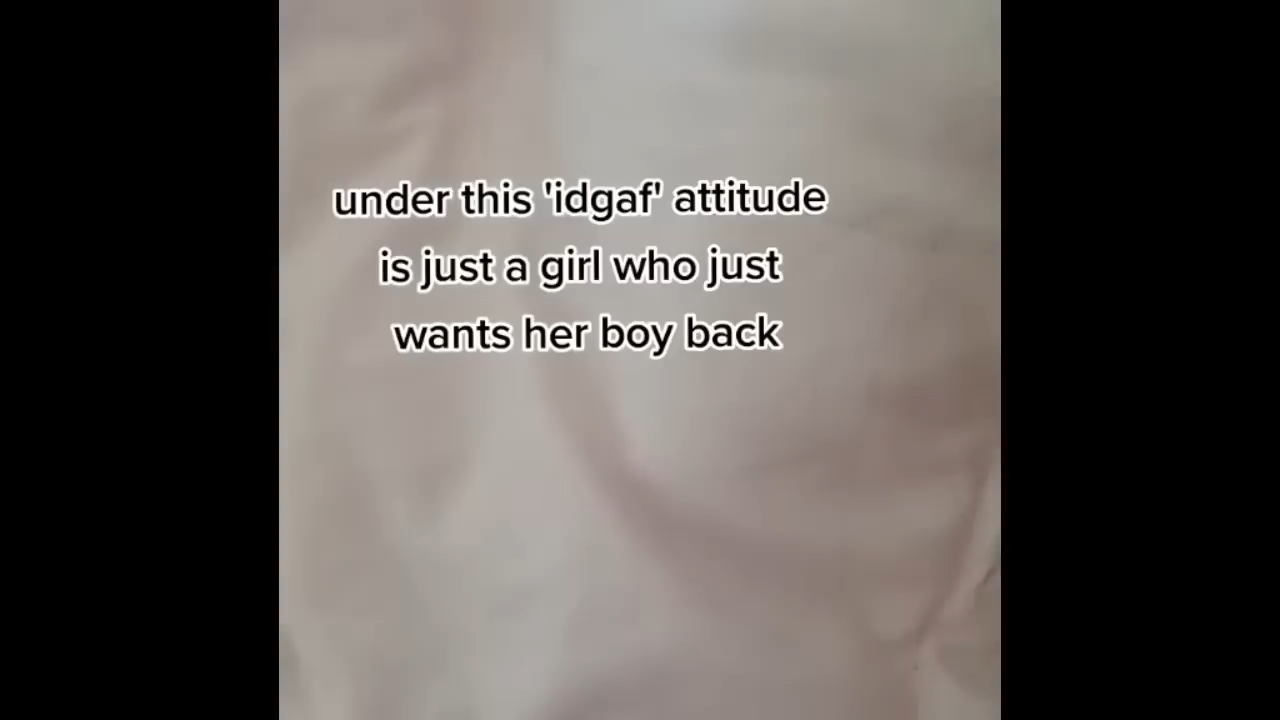 under this 'idgaf' attitude
is just a girl who just
wants her boy back